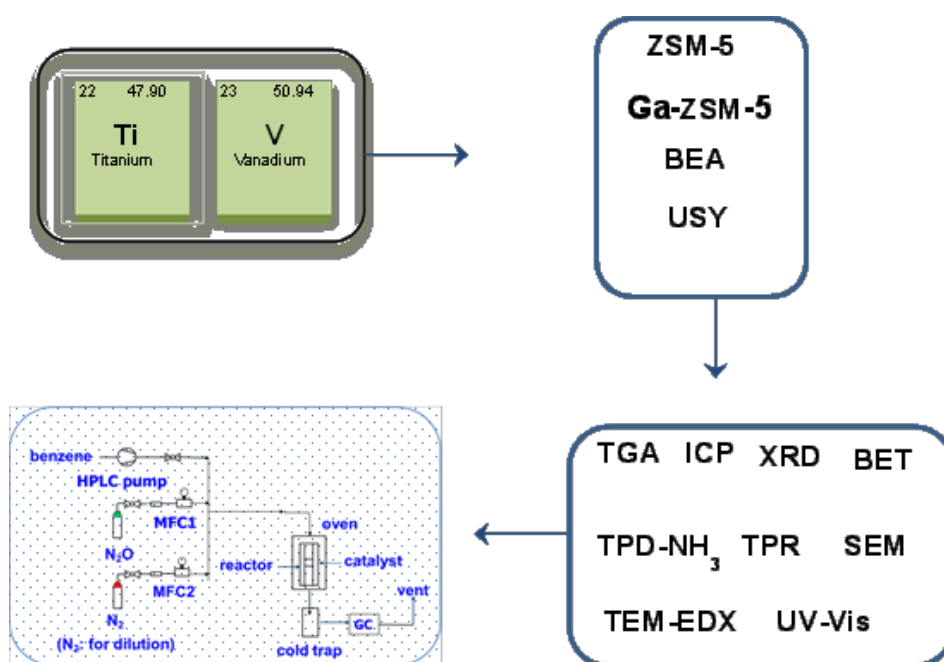 22 47.90
Ti
Titanium
23 50.94
V
Vanadium
ZSM-5
Ga-ZSM-5
BEA
USY
TGA ICP XRD BET
TPD-NH₃ TPR SEM
TEM-EDX UV-Vis
benzene
HPLC pump
MFC1
N₂O
oven
reactor
catalyst
MFC2
vent
N₂
(N₂: for dilution)
GC.
cold trap